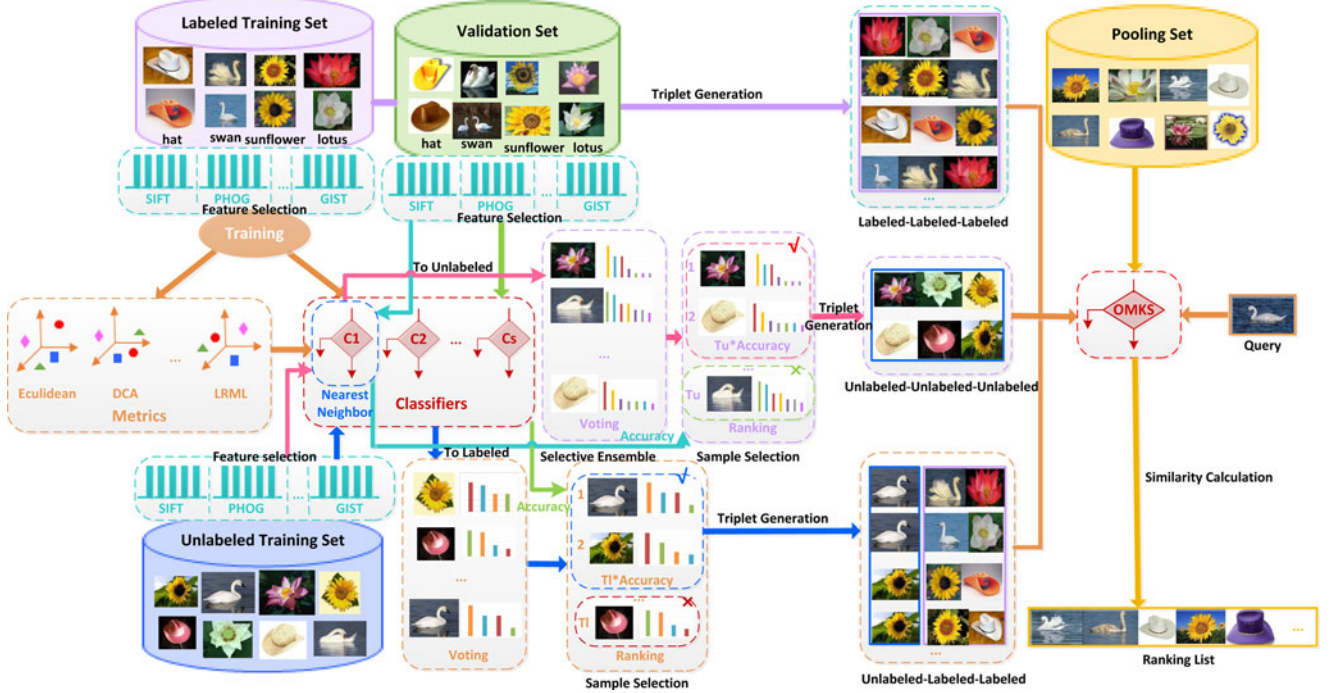 Labeled Training Set
hat
swan
sunflower
lotus
Validation Set
hat
swan
sunflower
lotus
Triplet Generation
Labeled-Labeled-Labeled
...
Pooling Set
SIFT
PHOG
...
GIST
Feature Selection
SIFT
PHOG
...
GIST
Feature Selection
Training
To Unlabeled
Eculidean
DCA
...
LRML
Metrics
C1
C2
...
Cs
Nearest
Neighbor
Classifiers
...
Voting
Selective Ensemble
1
2
Tu*Accuracy
...
Tu
Ranking
Sample Selection
Accuracy
Triplet
Generation
Unlabeled-Unlabeled-Unlabeled
OMKS
Query
Similarity Calculation
Feature selection
SIFT
PHOG
...
GIST
Unlabeled Training Set
To Labeled
...
Voting
Accuracy
1
2
Tl*Accuracy
...
Tl
Ranking
Sample Selection
Triplet Generation
...
Unlabeled-Labeled-Labeled
...
Ranking List